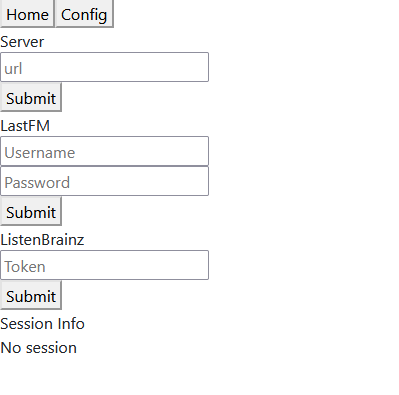 Home Config
Server
url
Submit
LastFM
Username
Password
Submit
ListenBrainz
Token
Submit
Session Info
No session